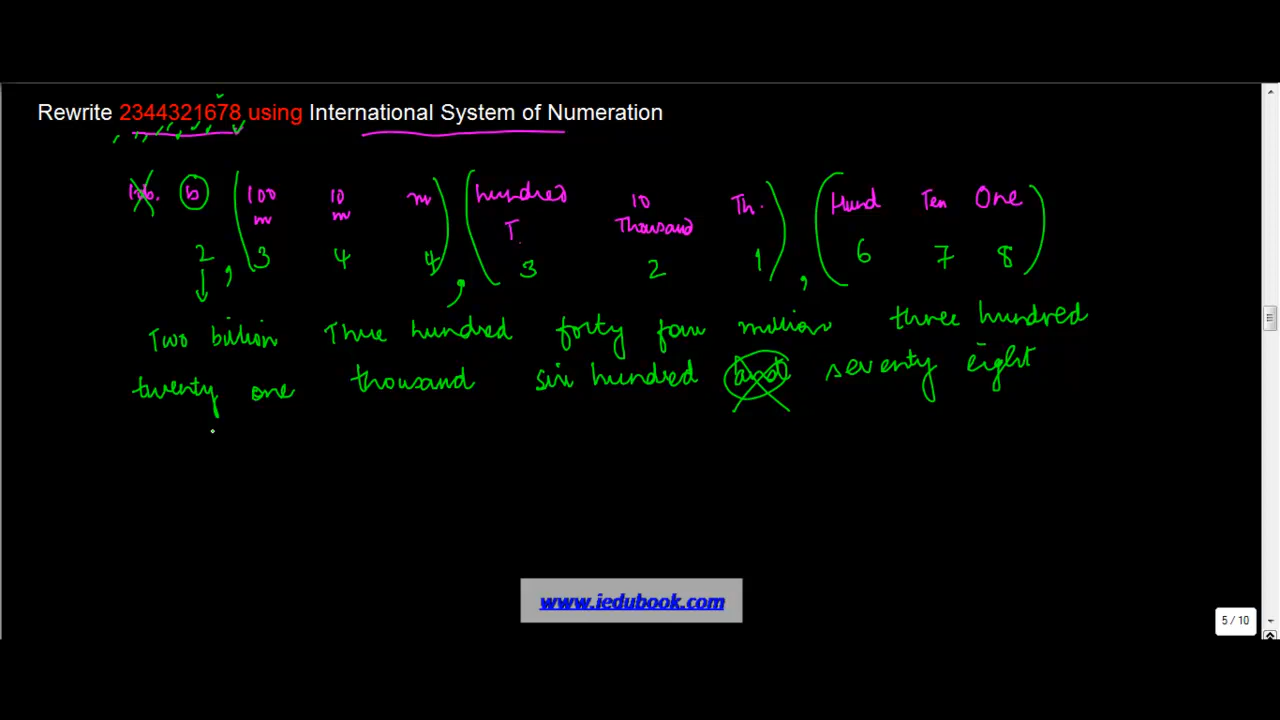 Rewrite 2344321678 using International System of Numeration
10b. b 100 m 10 m m hundred T. 10 Thousand Th. Hund Ten One
2 , 3 4 4 , 3 2 1 , 6 7 8
Two billion Three hundred forty four million three hundred
twenty one thousand six hundred and seventy eight
www.iedubook.com
5 / 10